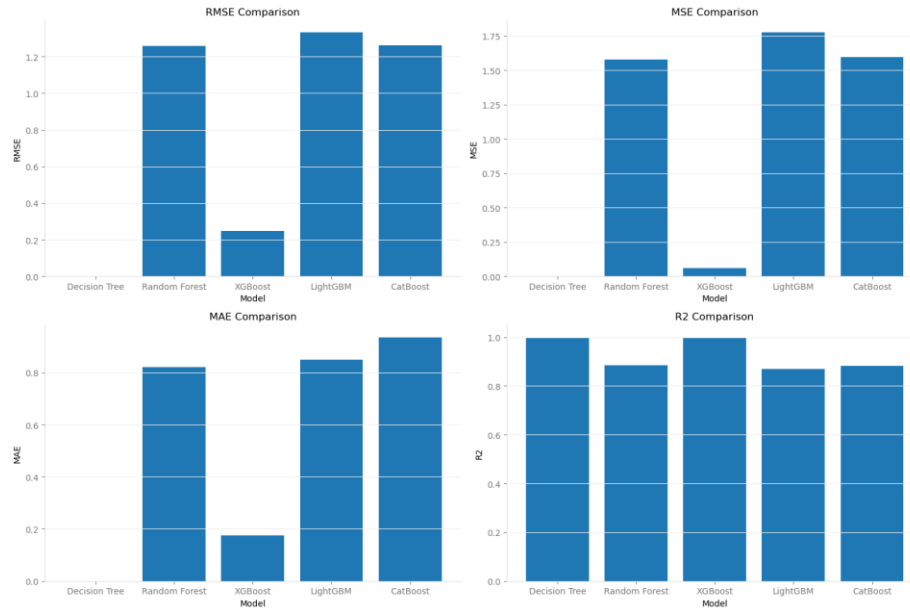 RMSE Comparison
1.2
1.0
0.8
0.6
0.4
0.2
0.0
RMSE
Decision Tree Random Forest XGBoost LightGBM CatBoost
Model
MSE Comparison
1.75
1.50
1.25
1.00
0.75
0.50
0.25
0.00
MSE
Decision Tree Random Forest XGBoost LightGBM CatBoost
Model
MAE Comparison
0.8
0.6
0.4
0.2
0.0
MAE
Decision Tree Random Forest XGBoost LightGBM CatBoost
Model
R2 Comparison
1.0
0.8
0.6
0.4
0.2
0.0
R2
Decision Tree Random Forest XGBoost LightGBM CatBoost
Model